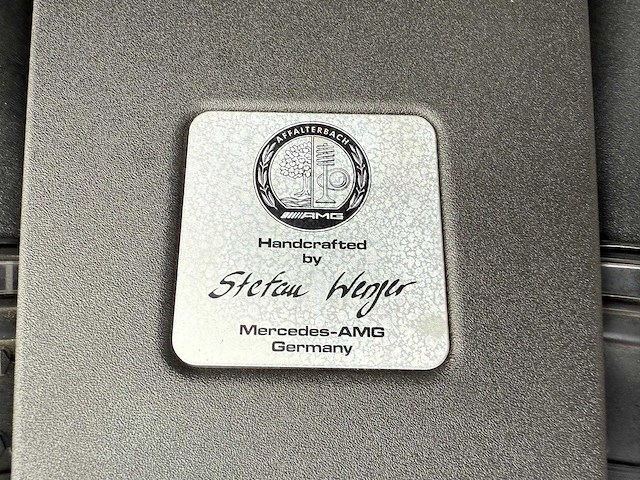 AFFALTERBACH
AMG
Handcrafted
by
Stefan Wenger
Mercedes-AMG
Germany